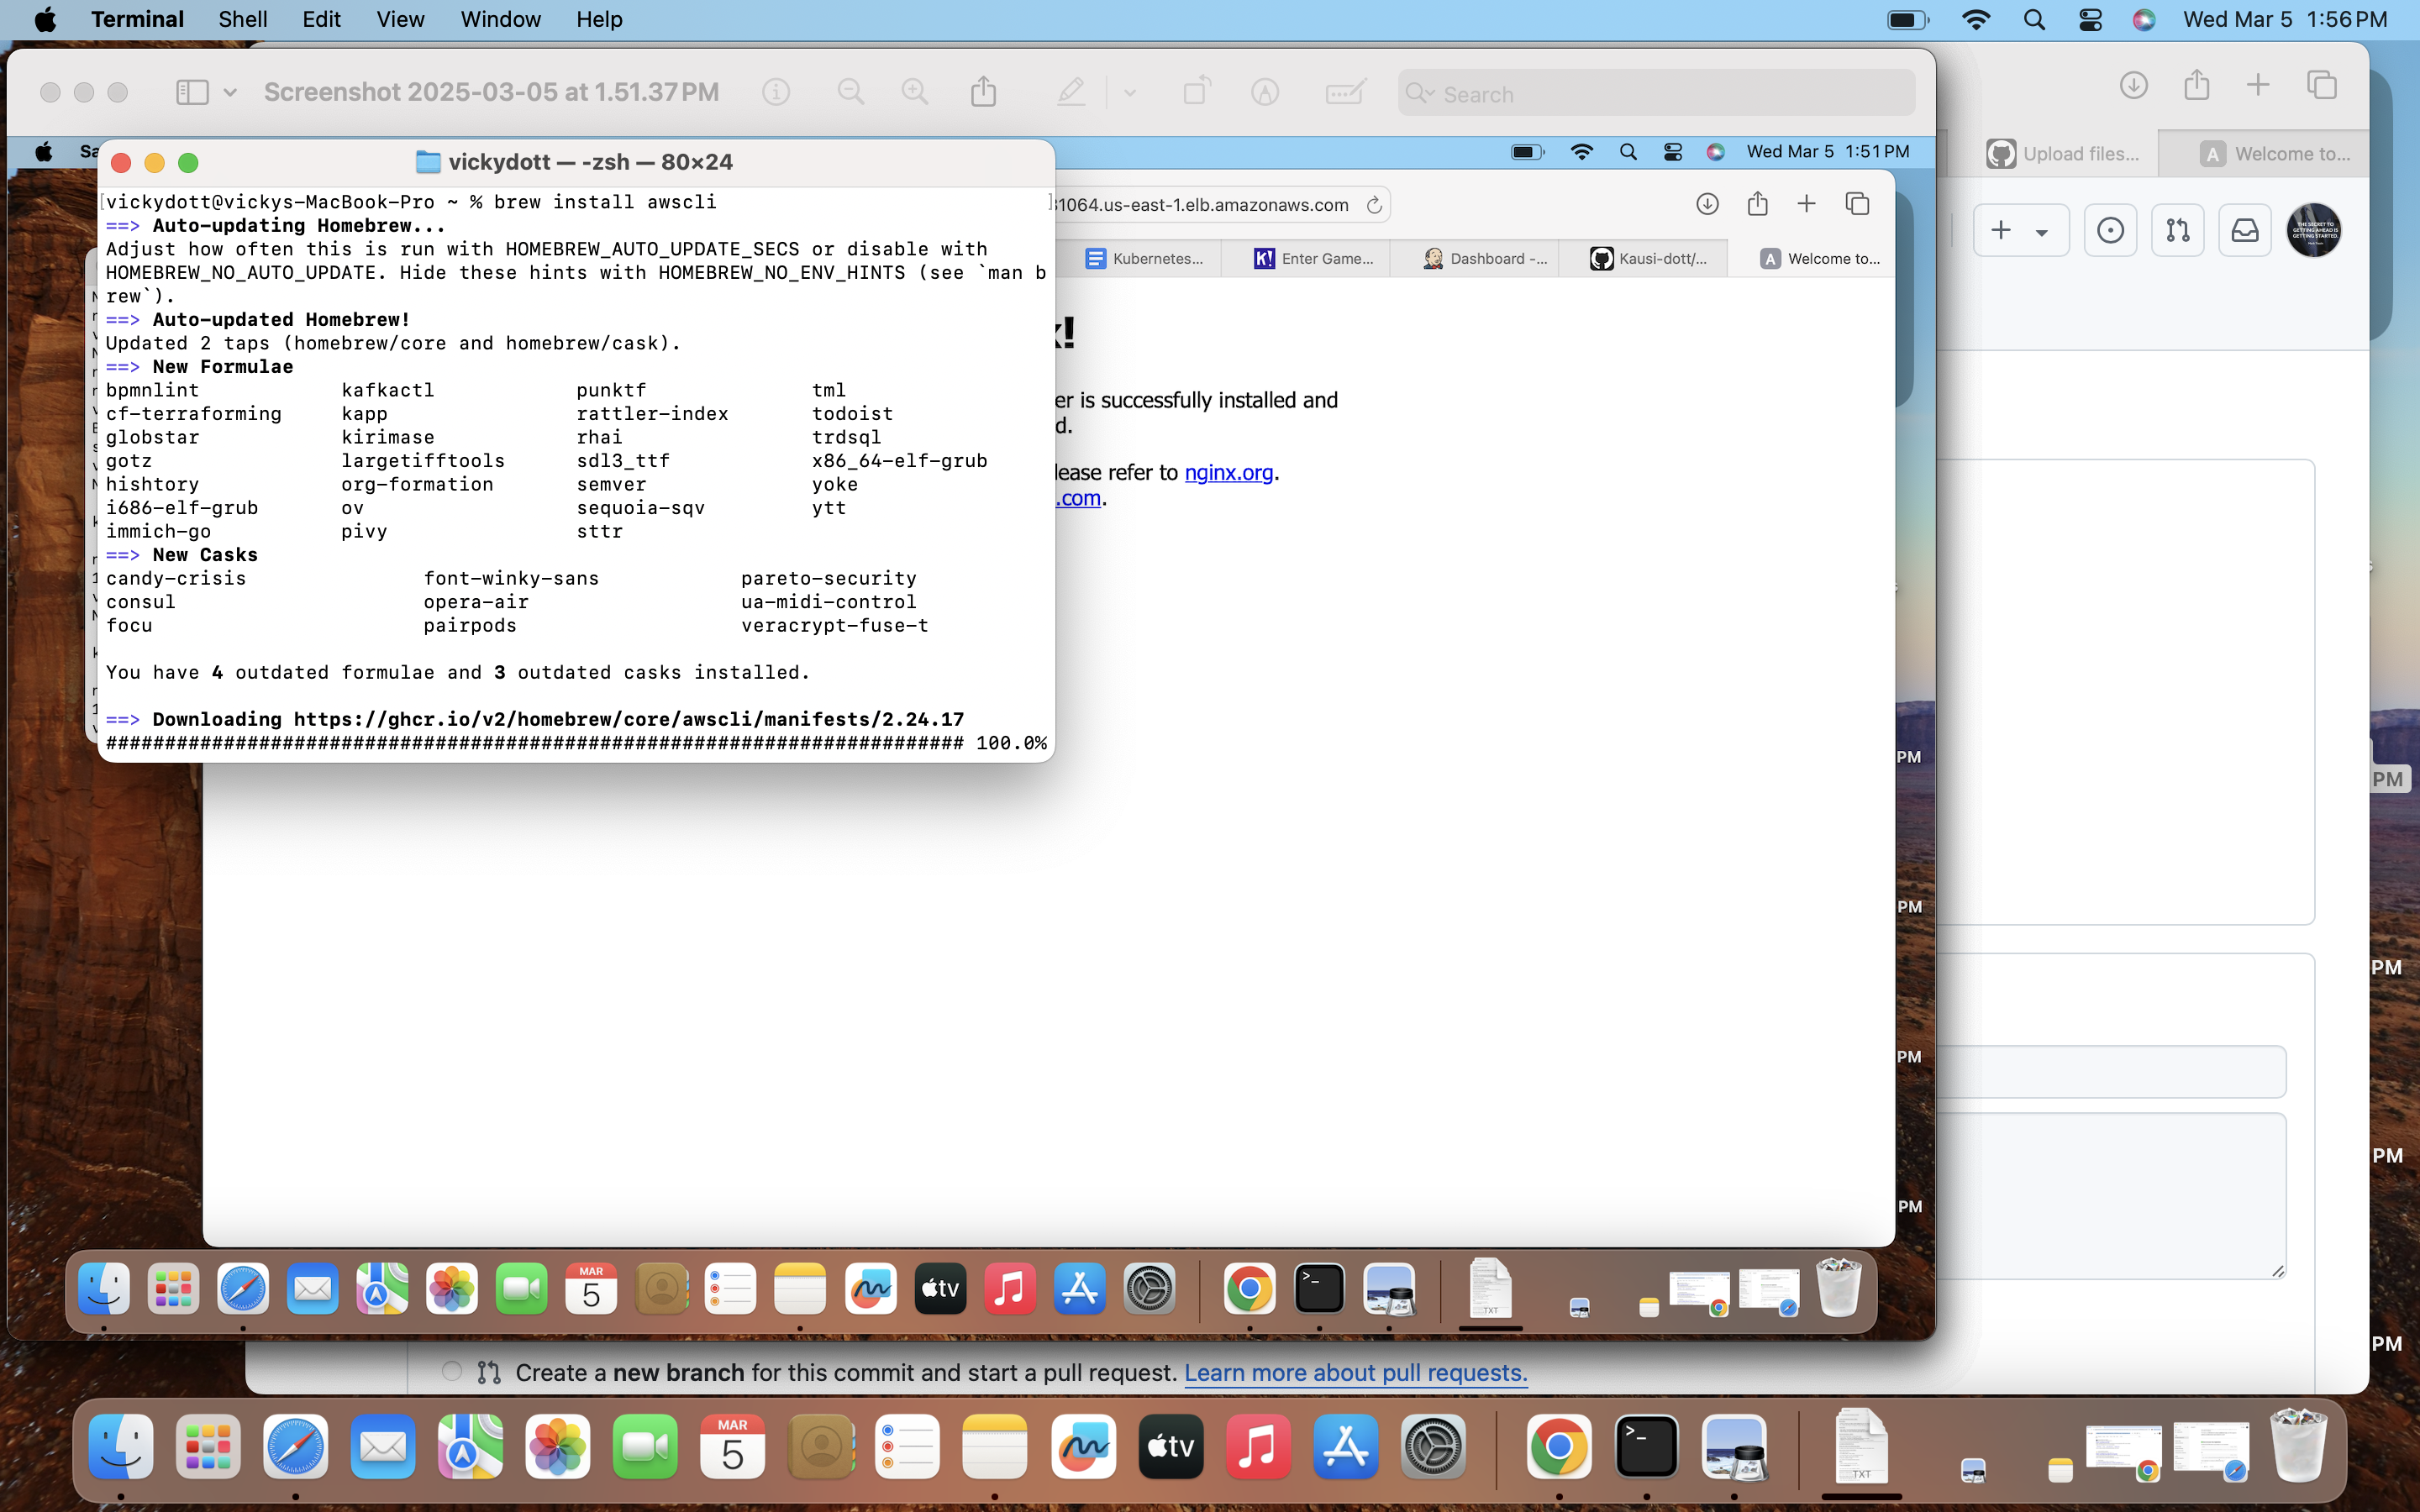 Terminal Shell Edit View Window Help Wed Mar 5 1:56 PM
Screenshot 2025-03-05 at 1.51.37 PM Search
Upload files... A Welcome to...
Wed Mar 5 1:51 PM
vickydott — -zsh — 80×24
31064.us-east-1.elb.amazonaws.com
Kubernetes... K! Enter Game... Dashboard -... Kausi-dott/... A Welcome to...
[vickydott@vickys-MacBook-Pro ~ % brew install awscli ]
==> Auto-updating Homebrew...
Adjust how often this is run with HOMEBREW_AUTO_UPDATE_SECS or disable with
HOMEBREW_NO_AUTO_UPDATE. Hide these hints with HOMEBREW_NO_ENV_HINTS (see `man b
rew`).
==> Auto-updated Homebrew!
Updated 2 taps (homebrew/core and homebrew/cask).
==> New Formulae
bpmnlint kafkactl punktf tml
cf-terraforming kapp rattler-index todoist
globstar kirimase rhai trdsql
gotz largetifftools sdl3_ttf x86_64-elf-grub
hishtory org-formation semver yoke
i686-elf-grub ov sequoia-sqv ytt
immich-go pivy sttr
==> New Casks
candy-crisis font-winky-sans pareto-security
consul opera-air ua-midi-control
focu pairpods veracrypt-fuse-t
You have 4 outdated formulae and 3 outdated casks installed.
==> Downloading https://ghcr.io/v2/homebrew/core/awscli/manifests/2.24.17
######################################################################### 100.0%
x!
er is successfully installed and
d.
lease refer to nginx.org.
.com.
PM
PM
PM
PM
PM
PM
PM
PM
MAR
5
tv
TXT
Create a new branch for this commit and start a pull request. Learn more about pull requests.
MAR
5
tv
TXT